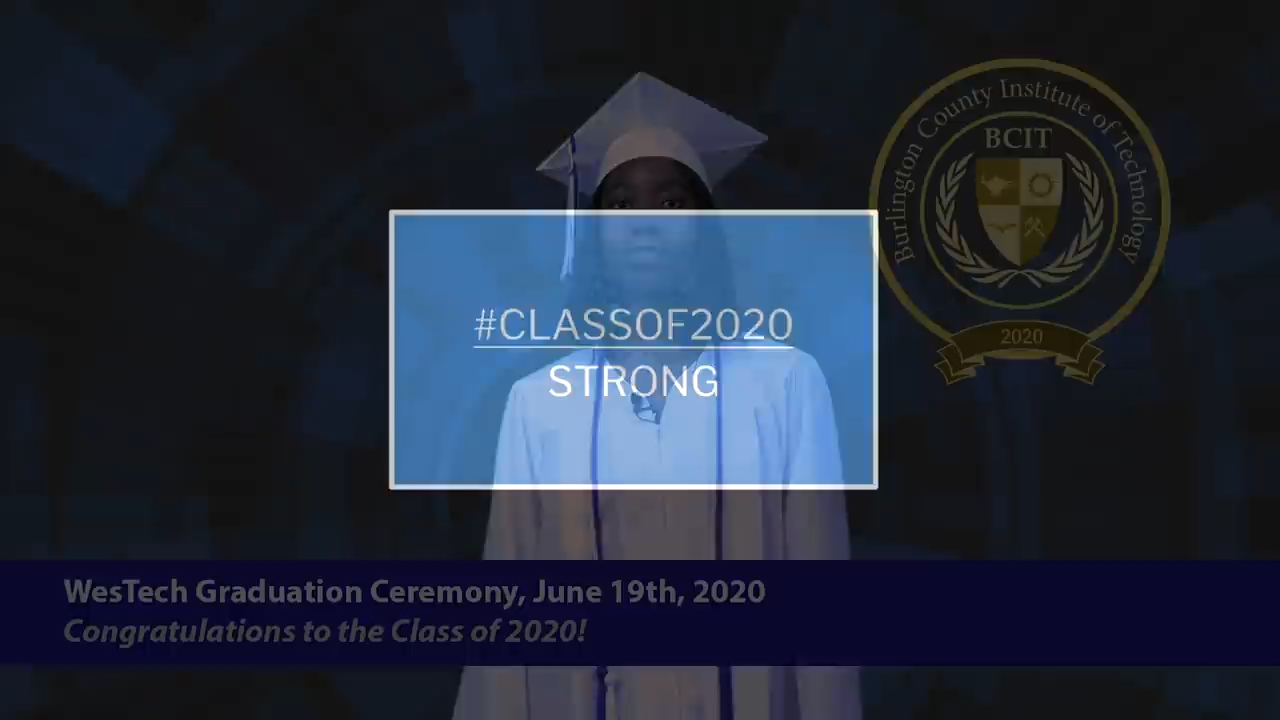 Burlington County Institute of Technology
BCIT
2020
#CLASSOF2020
STRONG
WesTech Graduation Ceremony, June 19th, 2020
Congratulations to the Class of 2020!